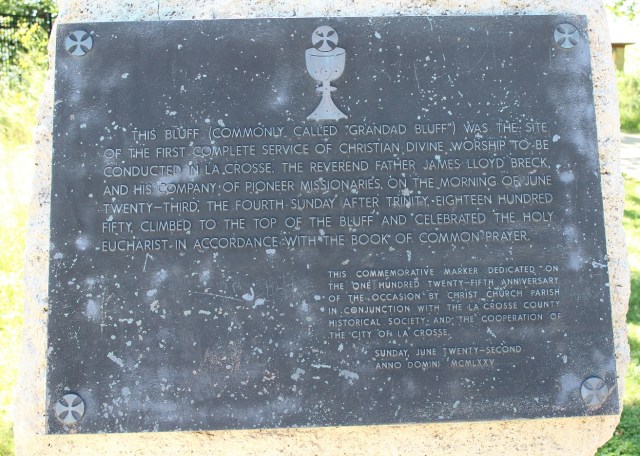 THIS BLUFF (COMMONLY CALLED "GRANDAD BLUFF") WAS THE SITE
OF THE FIRST COMPLETE SERVICE OF CHRISTIAN DIVINE WORSHIP TO BE
CONDUCTED IN LA CROSSE. THE REVEREND FATHER JAMES LLOYD BRECK,
AND HIS COMPANY OF PIONEER MISSIONARIES, ON THE MORNING OF JUNE
TWENTY-THIRD, THE FOURTH SUNDAY AFTER TRINITY, EIGHTEEN HUNDRED
FIFTY, CLIMBED TO THE TOP OF THE BLUFF AND CELEBRATED THE HOLY
EUCHARIST IN ACCORDANCE WITH THE BOOK OF COMMON PRAYER.
THIS COMMEMORATIVE MARKER DEDICATED ON
THE ONE HUNDRED TWENTY-FIFTH ANNIVERSARY
OF THE OCCASION BY CHRIST CHURCH PARISH
IN CONJUNCTION WITH THE LA CROSSE COUNTY
HISTORICAL SOCIETY AND THE COOPERATION OF
THE CITY OF LA CROSSE.
SUNDAY, JUNE TWENTY-SECOND
ANNO DOMINI MCMLXXV